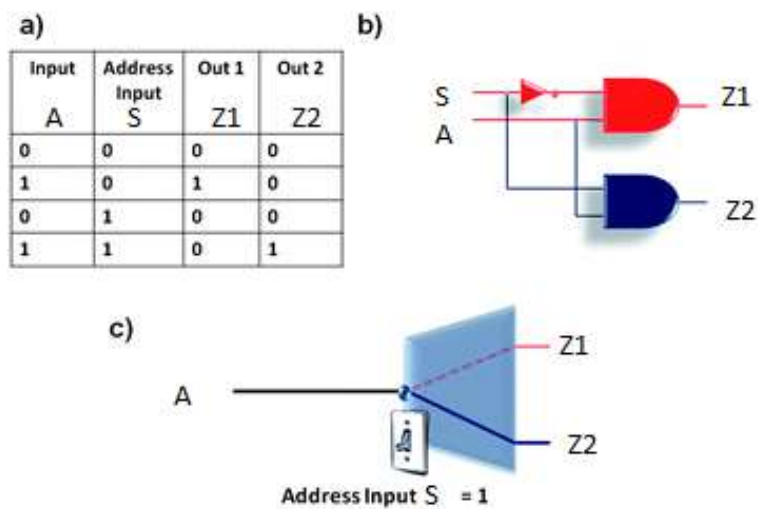 a)
Input Address Input Out 1 Out 2
A S Z1 Z2
0 0 0 0
1 0 1 0
0 1 0 0
1 1 0 1
b)
S
A
Z1
Z2
c)
A
Z1
Z2
Address Input S = 1